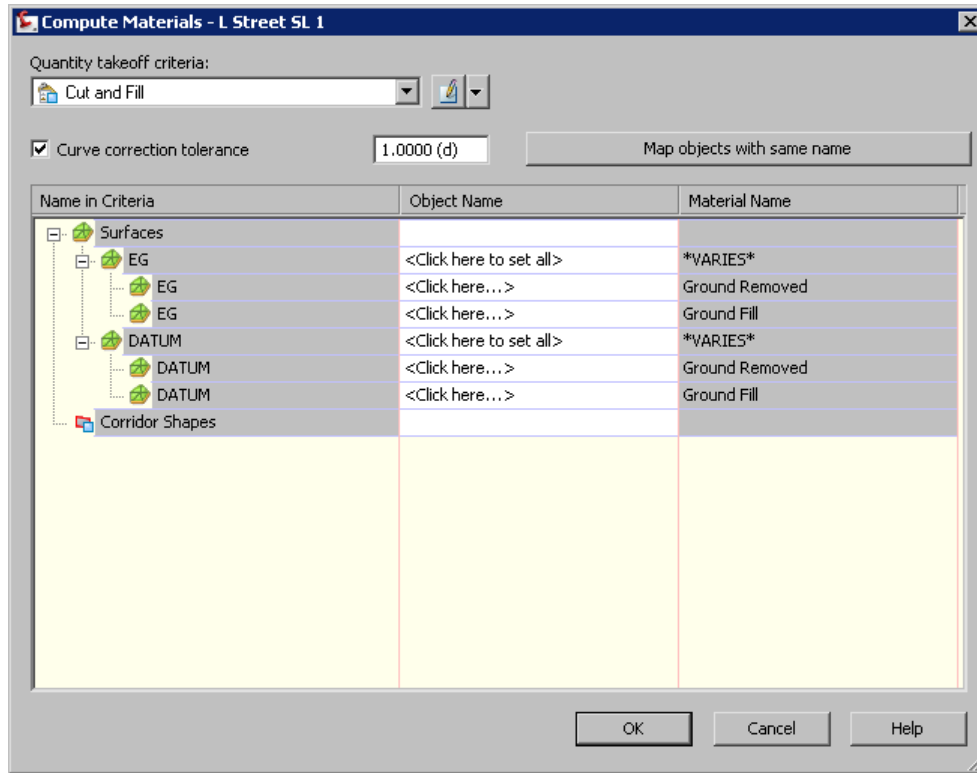 Compute Materials - L Street SL 1
Quantity takeoff criteria:
Cut and Fill
Curve correction tolerance 1.0000 (d) Map objects with same name
Name in Criteria Object Name Material Name
Surfaces
EG <Click here to set all> *VARIES*
EG <Click here...> Ground Removed
EG <Click here...> Ground Fill
DATUM <Click here to set all> *VARIES*
DATUM <Click here...> Ground Removed
DATUM <Click here...> Ground Fill
Corridor Shapes
OK Cancel Help